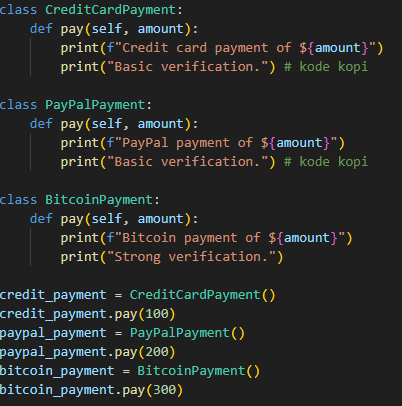 class CreditCardPayment:
    def pay(self, amount):
        print(f"Credit card payment of ${amount}")
        print("Basic verification.") # kode kopi
class PayPalPayment:
    def pay(self, amount):
        print(f"PayPal payment of ${amount}")
        print("Basic verification.") # kode kopi
class BitcoinPayment:
    def pay(self, amount):
        print(f"Bitcoin payment of ${amount}")
        print("Strong verification.")
credit_payment = CreditCardPayment()
credit_payment.pay(100)
paypal_payment = PayPalPayment()
paypal_payment.pay(200)
bitcoin_payment = BitcoinPayment()
bitcoin_payment.pay(300)